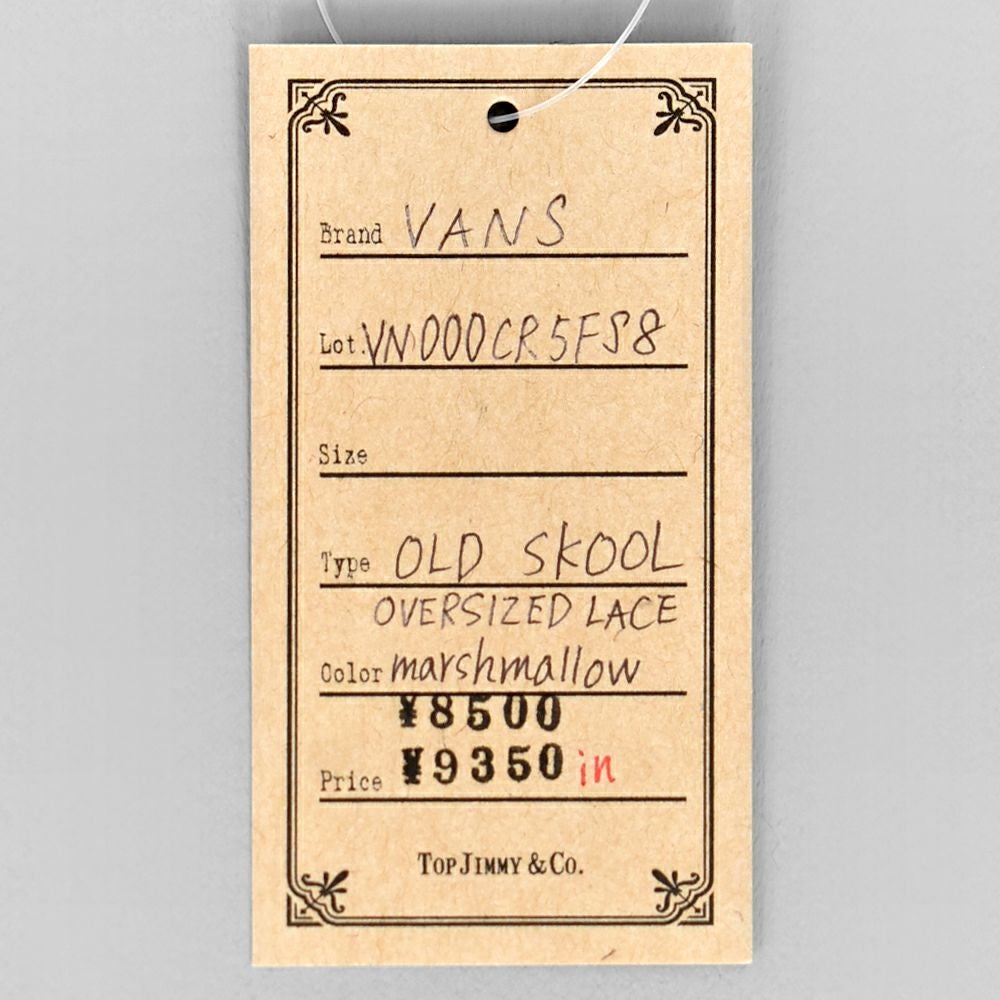 Brand VANS
Lot. VN000CR5FS8
Size
Type OLD SKOOL
OVERSIZED LACE
Color marshmallow
¥8500
Price ¥9350 in
TOP JIMMY & CO.